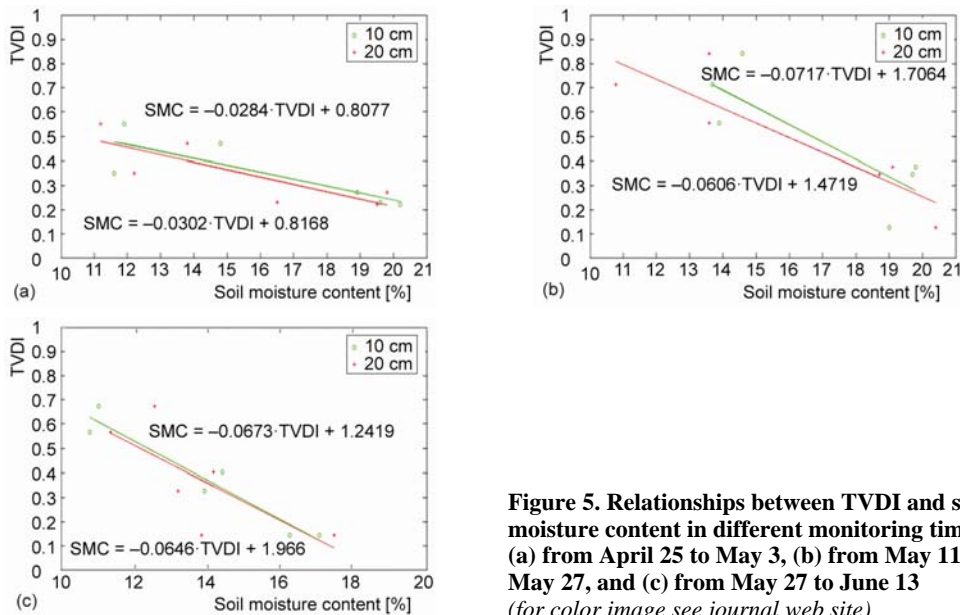 TVDI
1
0.9
0.8
0.7
0.6
0.5
0.4
0.3
0.2
0.1
0
10 cm
20 cm
SMC = –0.0284·TVDI + 0.8077
SMC = –0.0302·TVDI + 0.8168
10 11 12 13 14 15 16 17 18 19 20 21
(a) Soil moisture content [%]
TVDI
1
0.9
0.8
0.7
0.6
0.5
0.4
0.3
0.2
0.1
0
10 cm
20 cm
SMC = –0.0717·TVDI + 1.7064
SMC = –0.0606·TVDI + 1.4719
10 11 12 13 14 15 16 17 18 19 20 21
(b) Soil moisture content [%]
TVDI
1
0.9
0.8
0.7
0.6
0.5
0.4
0.3
0.2
0.1
0
10 cm
20 cm
SMC = –0.0673·TVDI + 1.2419
SMC = –0.0646·TVDI + 1.966
10 12 14 16 18 20
(c) Soil moisture content [%]
Figure 5. Relationships between TVDI and
moisture content in different monitoring
(a) from April 25 to May 3, (b) from May 11
May 27, and (c) from May 27 to June 13
(for color image see journal web site)